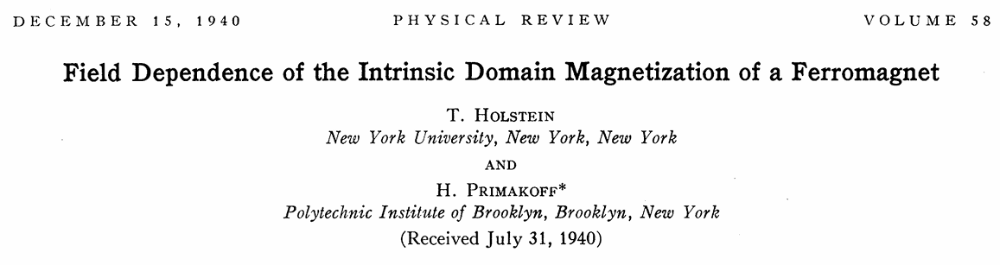 DECEMBER 15, 1940 PHYSICAL REVIEW VOLUME 58
Field Dependence of the Intrinsic Domain Magnetization of a Ferromagnet
T. HOLSTEIN
New York University, New York, New York
AND
H. PRIMAKOFF*
Polytechnic Institute of Brooklyn, Brooklyn, New York
(Received July 31, 1940)